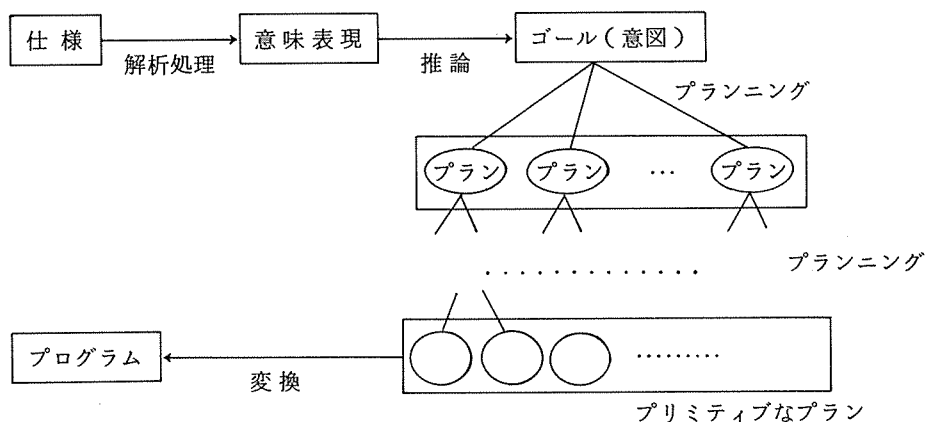 仕様
意味表現
ゴール(意図)
解析処理
推論
プランニング
プラン
プラン
…
プラン
.............
プランニング
プログラム
………
変換
プリミティブなプラン